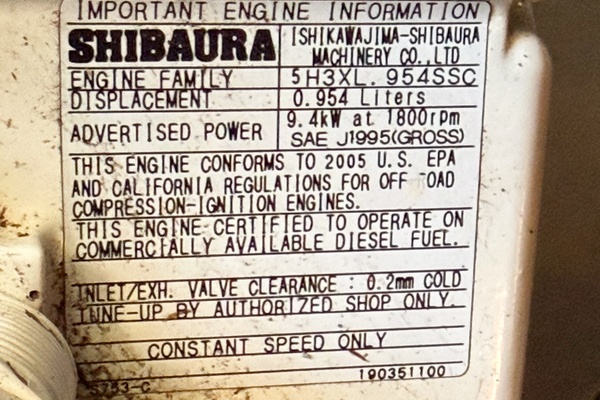 IMPORTANT ENGINE INFORMATION
SHIBAURA
ISHIKAWAJIMA-SHIBAURA
MACHINERY CO.,LTD
ENGINE FAMILY 5H3XL.954SSC
DISPLACEMENT 0.954 Liters
ADVERTISED POWER 9.4kW at 1800rpm
SAE J1995(GROSS)
THIS ENGINE CONFORMS TO 2005 U.S. EPA
AND CALIFORNIA REGULATIONS FOR OFF OAD
COMPRESSION-IGNITION ENGINES.
THIS ENGINE CERTIFIED TO OPERATE ON
COMMERCIALLY AVAILABLE DIESEL FUEL.
INLET/EXH. VALVE CLEARANCE : 0.2mm COLD
TUNE-UP BY AUTHORIZED SHOP ONLY.
CONSTANT SPEED ONLY
190351100